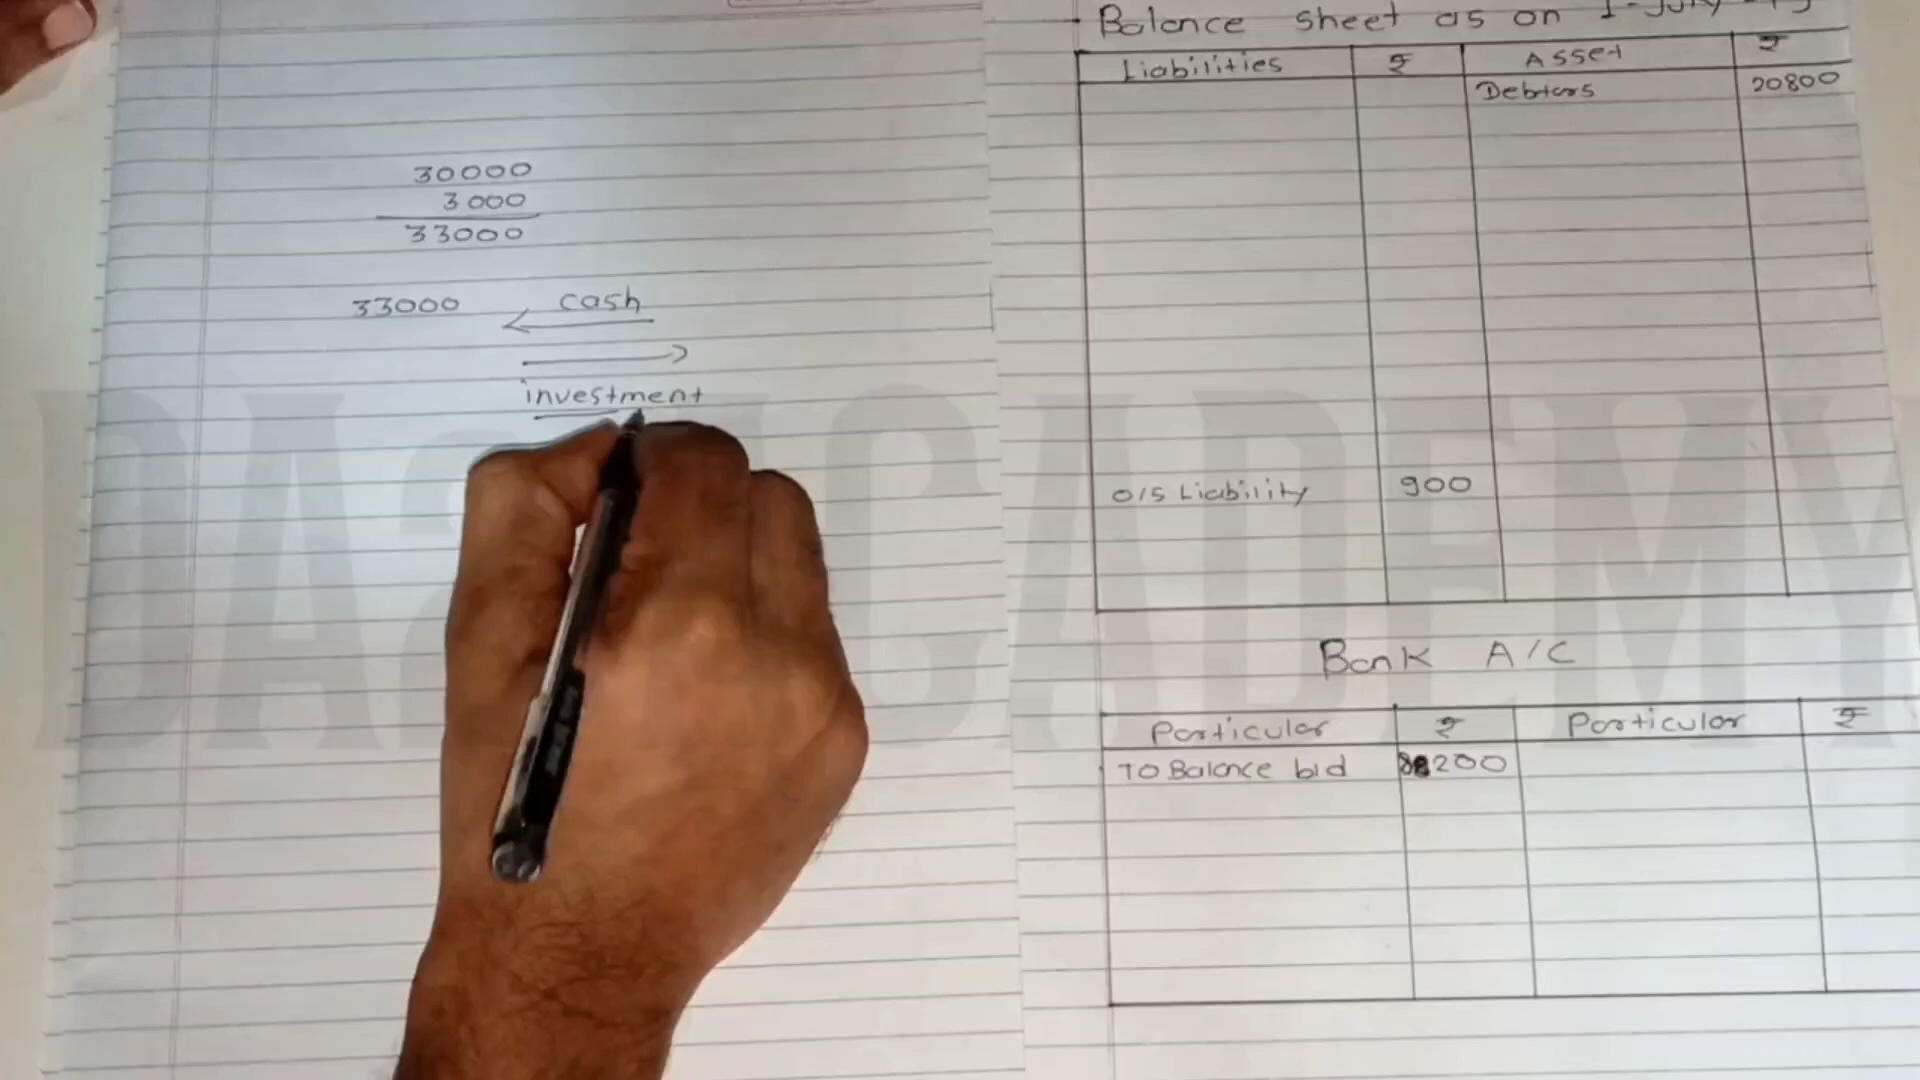 30000
3000
33000
33000 cash
investment
Balance sheet as on
Liabilities ₹ Asset ₹
Debtors 20800
O/S Liability 900
Bank A/C
Particular ₹ Particular ₹
TO Balance b/d